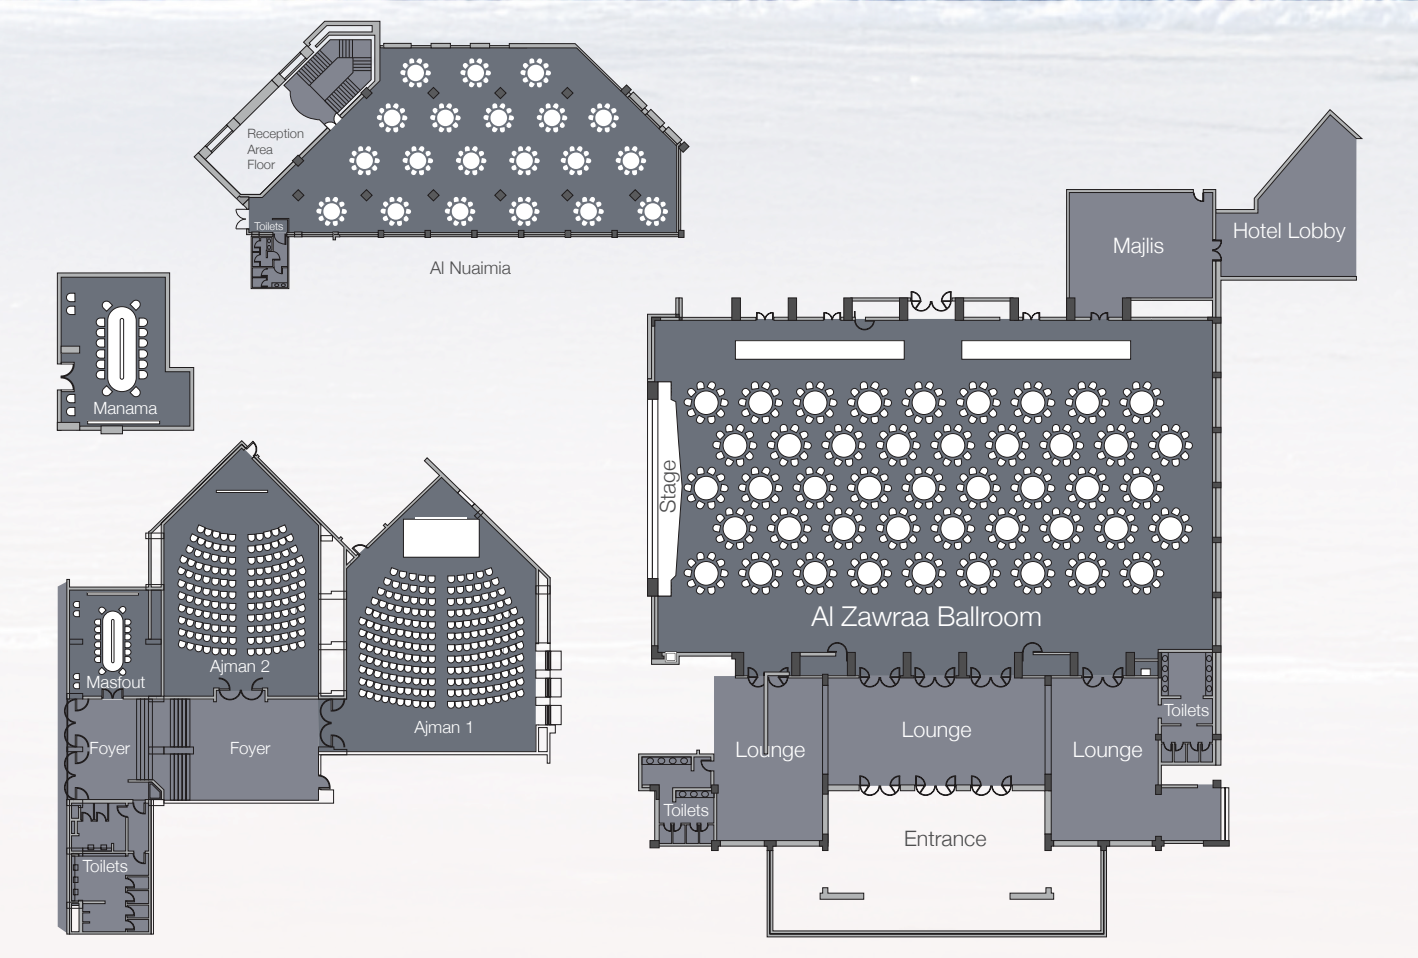 Reception
Area
Floor
Toilets
Al Nuaimia
Majlis
Hotel Lobby
Manama
Stage
Al Zawraa Ballroom
Ajman 2
Masfout
Ajman 1
Foyer
Foyer
Lounge
Lounge
Lounge
Toilets
Toilets
Entrance
Toilets